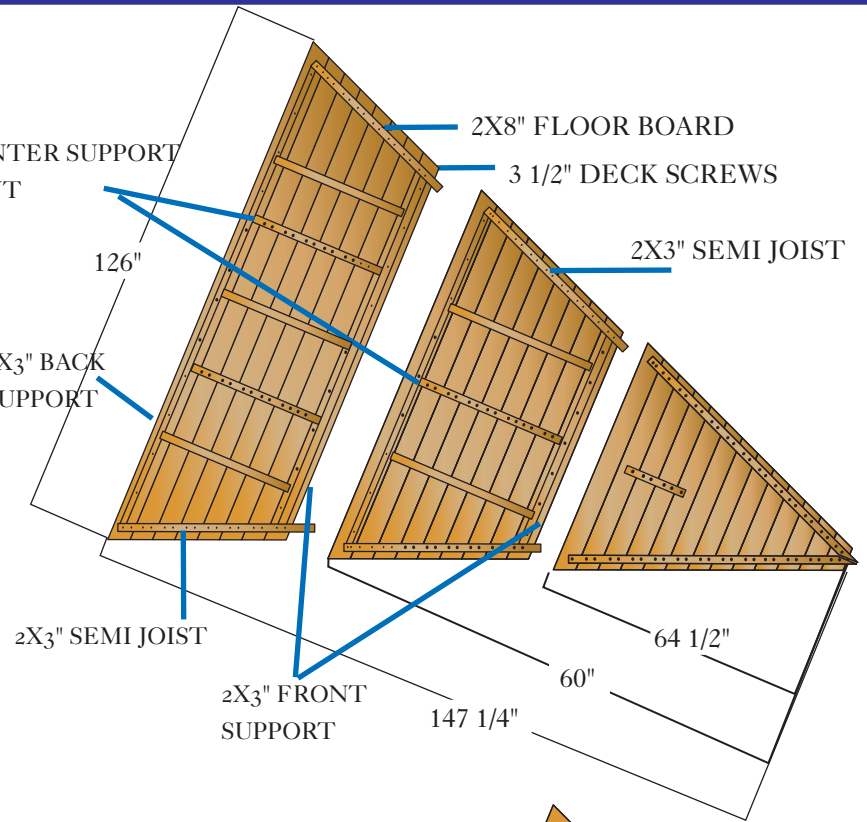 2X8" FLOOR BOARD
NTER SUPPORT
3 1/2" DECK SCREWS
126"
2X3" SEMI JOIST
X3" BACK
UPPORT
2X3" SEMI JOIST
64 1/2"
60"
2X3" FRONT
SUPPORT
147 1/4"